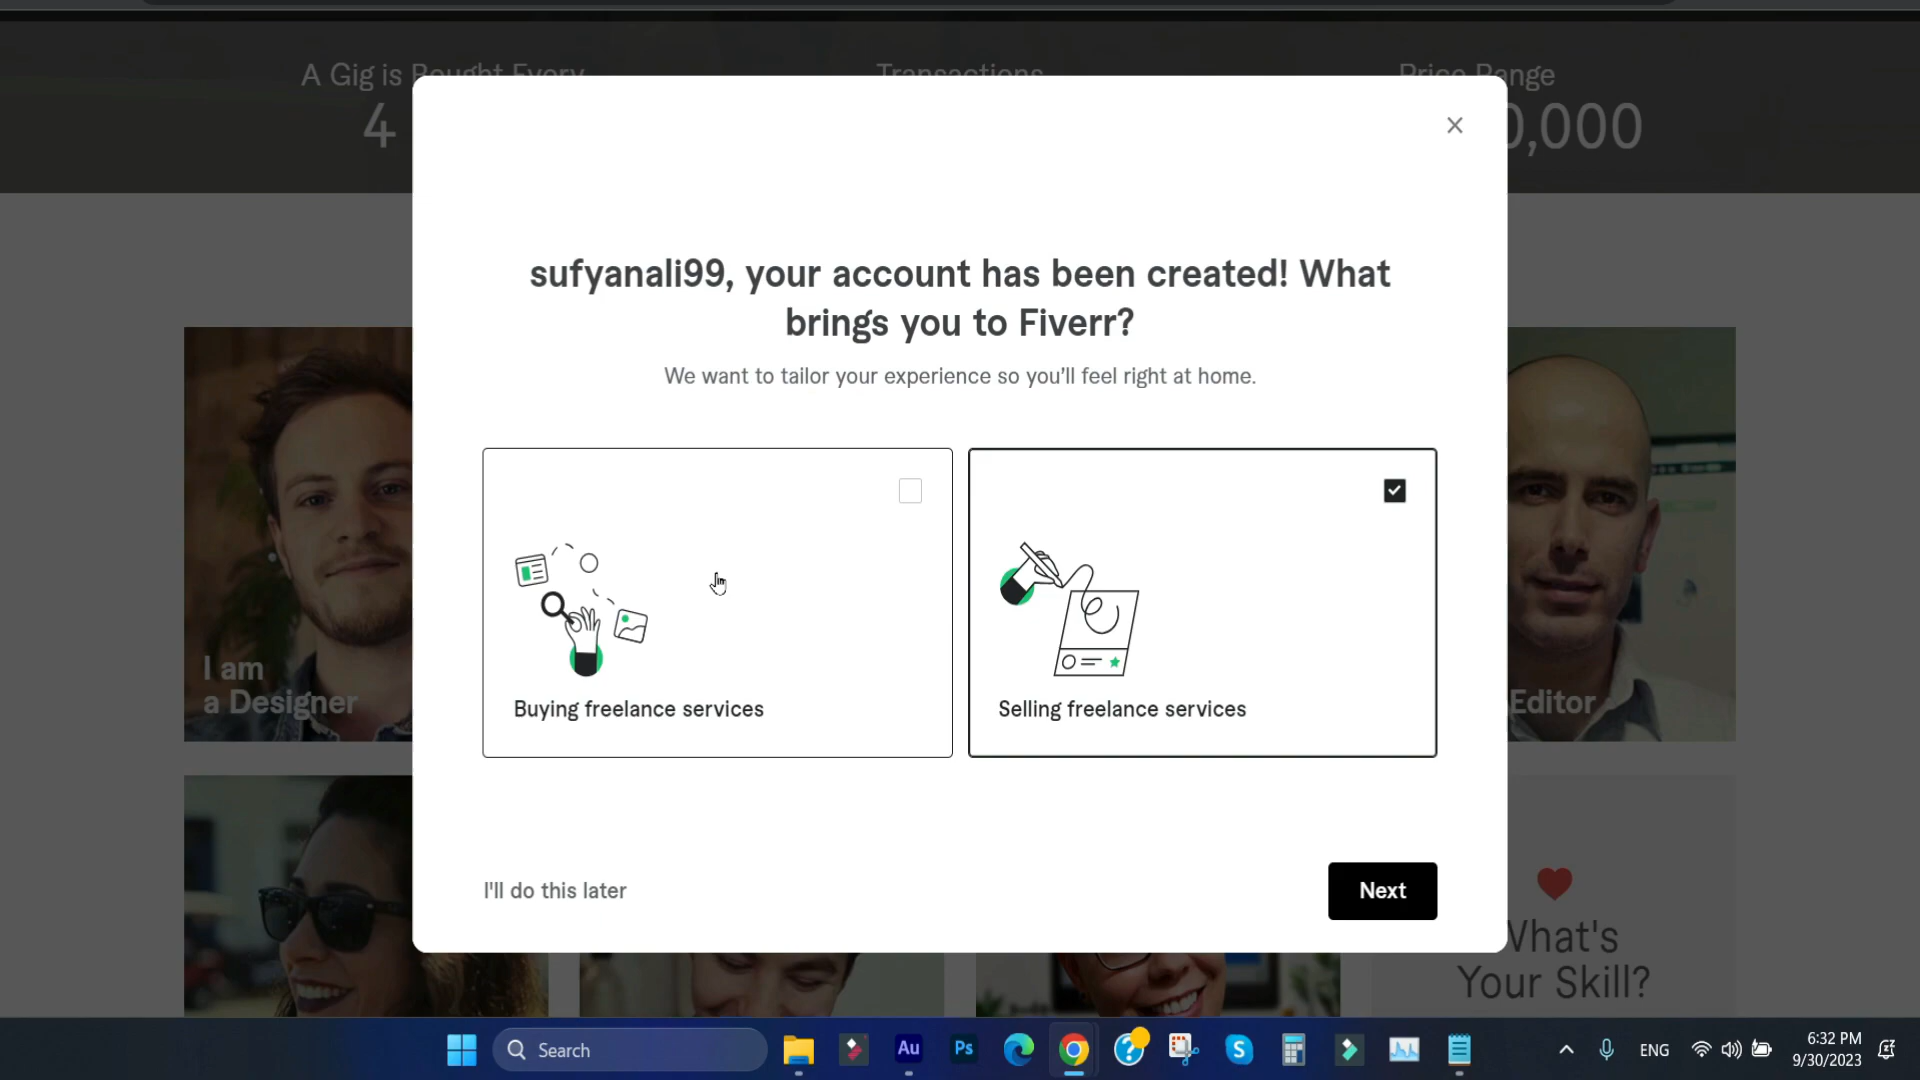 A Gig is Bought Every
Transactions
Price Range
4
0,000
sufyanali99, your account has been created! What
brings you to Fiverr?
We want to tailor your experience so you'll feel right at home.
I am
a Designer
Editor
Buying freelance services
Selling freelance services
I'll do this later
Next
What's
Your Skill?
Search
Au
Ps
S
ENG
6:32 PM
9/30/2023